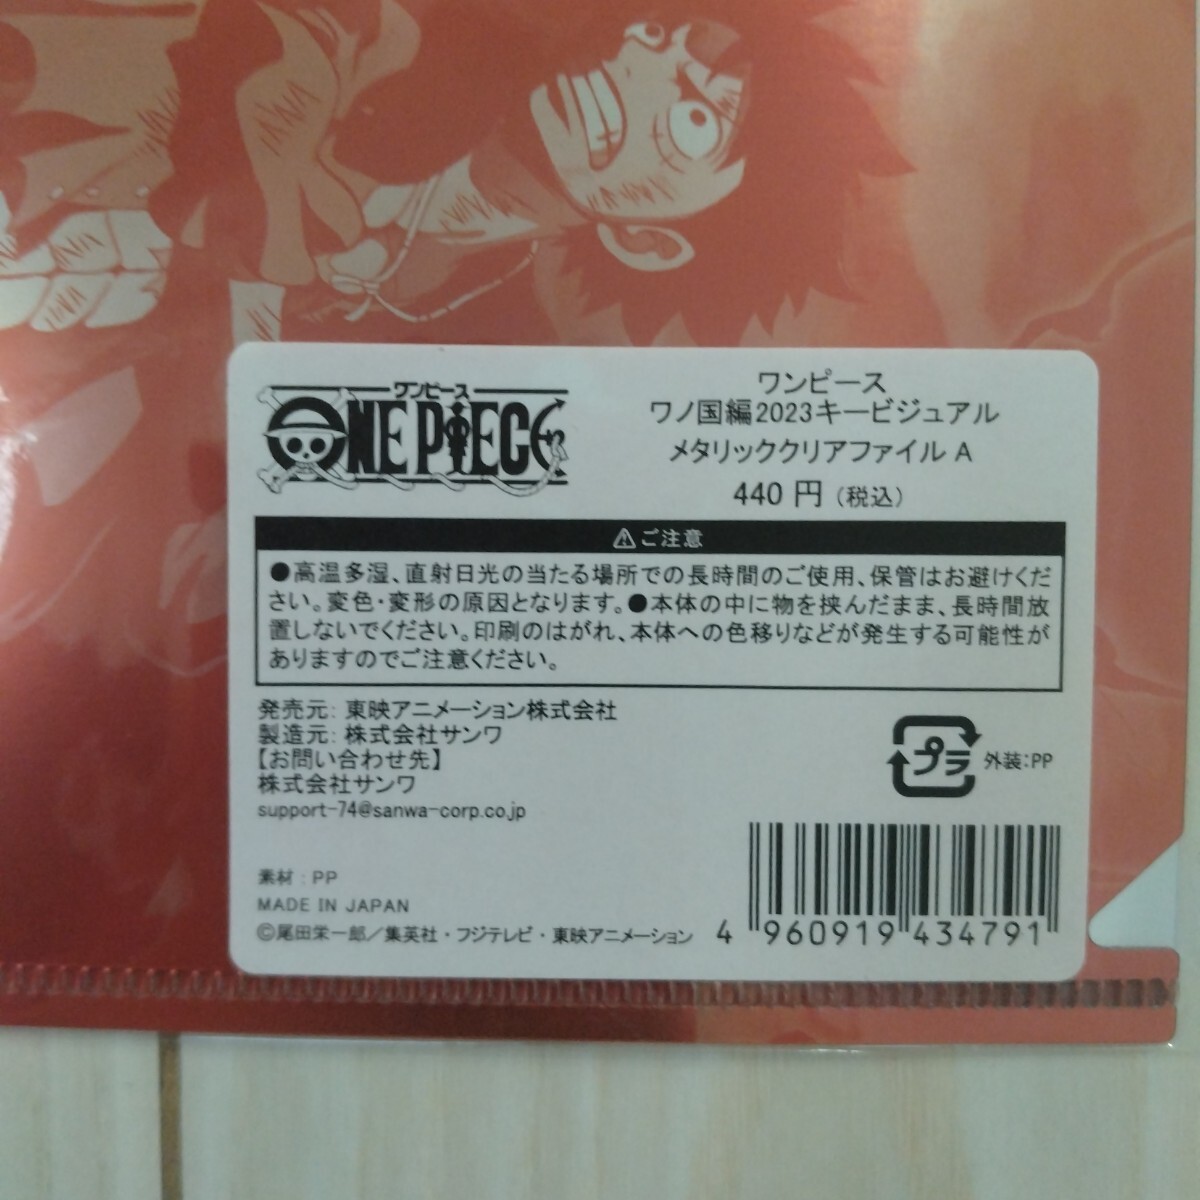 ワンピース
ONE PIECE
ワンピース
ワノ国編2023キービジュアル
メタリッククリアファイル A
440 円 (税込)
⚠ご注意
●高温多湿、直射日光の当たる場所での長時間のご使用、保管はお避けくだ
さい。変色・変形の原因となります。●本体の中に物を挟んだまま、長時間放
置しないでください。印刷のはがれ、本体への色移りなどが発生する可能性が
ありますのでご注意ください。
発売元: 東映アニメーション株式会社
製造元: 株式会社サンワ
【お問い合わせ先】
株式会社サンワ
support-74@sanwa-corp.co.jp
プラ
外装:PP
素材 : PP
MADE IN JAPAN
©尾田栄一郎／集英社・フジテレビ・東映アニメーション
4 960919 434791